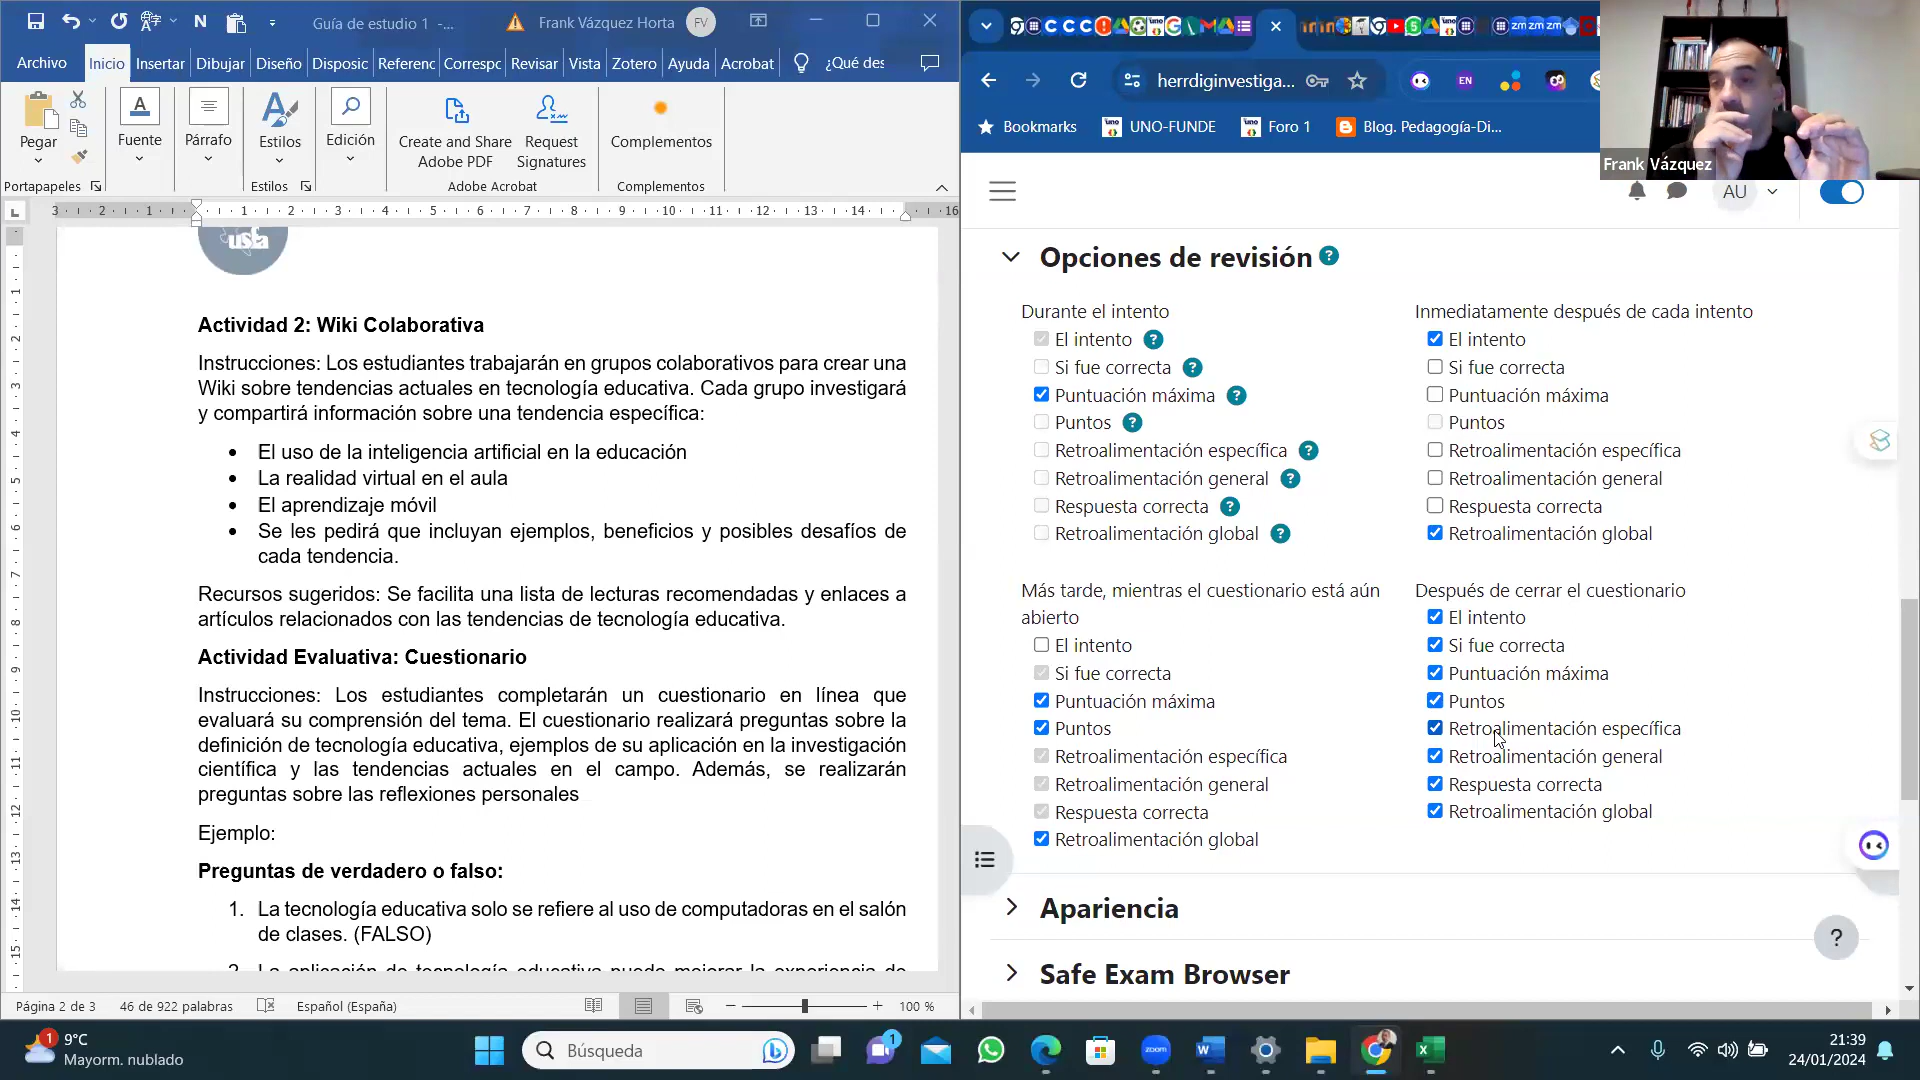 Guía de estudio 1 -...
Frank Vázquez Horta
FV
Archivo
Inicio
Insertar
Dibujar
Diseño
Disposic
Referenc
Correspc
Revisar
Vista
Zotero
Ayuda
Acrobat
¿Qué des
Pegar
Fuente
Párrafo
Estilos
Edición
Create and Share
Adobe PDF
Request
Signatures
Complementos
Portapapeles
Estilos
Adobe Acrobat
Complementos
usfa
Actividad 2: Wiki Colaborativa
Instrucciones: Los estudiantes trabajarán en grupos colaborativos para crear una
Wiki sobre tendencias actuales en tecnología educativa. Cada grupo investigará
y compartirá información sobre una tendencia específica:
• El uso de la inteligencia artificial en la educación
• La realidad virtual en el aula
• El aprendizaje móvil
• Se les pedirá que incluyan ejemplos, beneficios y posibles desafíos de
cada tendencia.
Recursos sugeridos: Se facilita una lista de lecturas recomendadas y enlaces a
artículos relacionados con las tendencias de tecnología educativa.
Actividad Evaluativa: Cuestionario
Instrucciones: Los estudiantes completarán un cuestionario en línea que
evaluará su comprensión del tema. El cuestionario realizará preguntas sobre la
definición de tecnología educativa, ejemplos de su aplicación en la investigación
científica y las tendencias actuales en el campo. Además, se realizarán
preguntas sobre las reflexiones personales
Ejemplo:
Preguntas de verdadero o falso:
1. La tecnología educativa solo se refiere al uso de computadoras en el salón
de clases. (FALSO)
2. La aplicación de tecnología educativa puede mejorar la experiencia de
Página 2 de 3
46 de 922 palabras
Español (España)
100 %
herrdiginvestiga...
EN
Bookmarks
UNO-FUNDE
Foro 1
Blog. Pedagogía-Di...
Frank Vázquez
AU
Opciones de revisión
Durante el intento
El intento
Si fue correcta
Puntuación máxima
Puntos
Retroalimentación específica
Retroalimentación general
Respuesta correcta
Retroalimentación global
Inmediatamente después de cada intento
El intento
Si fue correcta
Puntuación máxima
Puntos
Retroalimentación específica
Retroalimentación general
Respuesta correcta
Retroalimentación global
Más tarde, mientras el cuestionario está aún
abierto
El intento
Si fue correcta
Puntuación máxima
Puntos
Retroalimentación específica
Retroalimentación general
Respuesta correcta
Retroalimentación global
Después de cerrar el cuestionario
El intento
Si fue correcta
Puntuación máxima
Puntos
Retroalimentación específica
Retroalimentación general
Respuesta correcta
Retroalimentación global
Apariencia
Safe Exam Browser
9°C
Mayorm. nublado
Búsqueda
zoom
21:39
24/01/2024